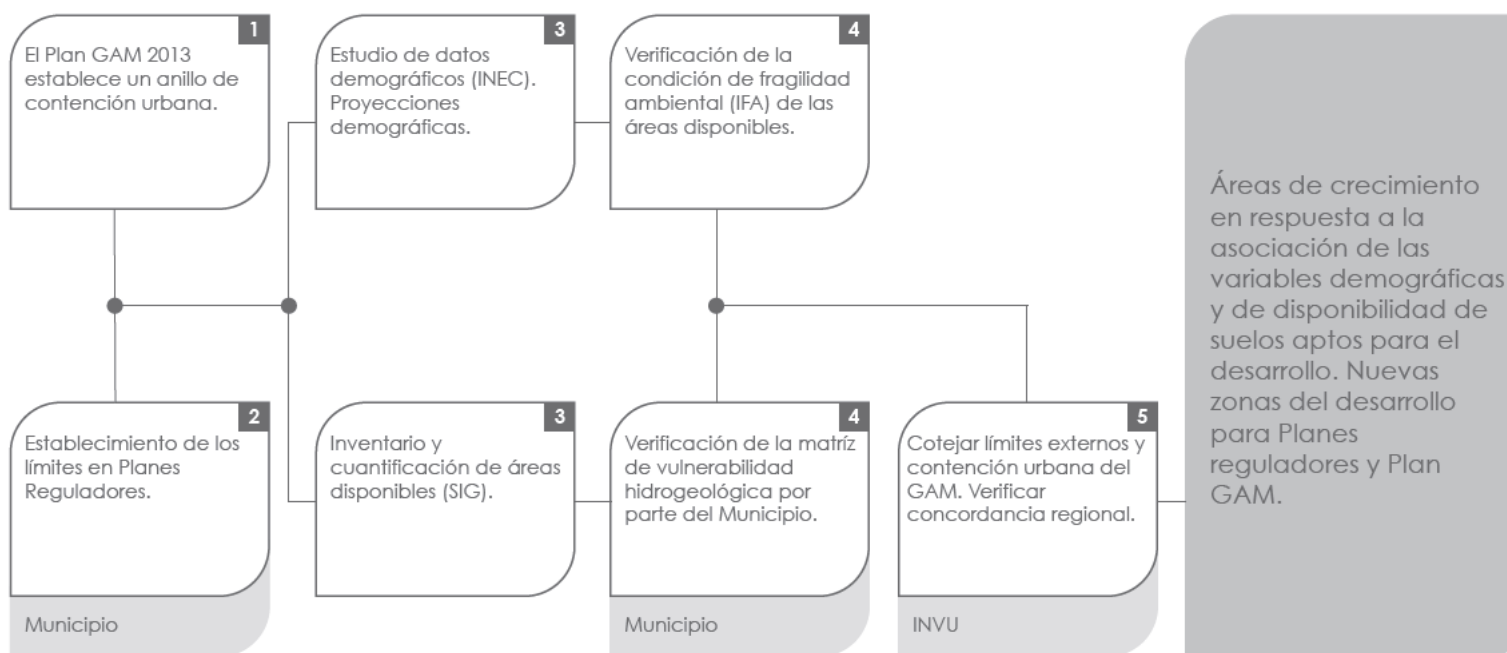 1
El Plan GAM 2013
establece un anillo de
contención urbana.
3
Estudio de datos
demográficos (INEC).
Proyecciones
demográficas.
4
Verificación de la
condición de fragilidad
ambiental (IFA) de las
áreas disponibles.
2
Establecimiento de los
límites en Planes
Reguladores.
Municipio
3
Inventario y
cuantificación de áreas
disponibles (SIG).
4
Verificación de la matríz
de vulnerabilidad
hidrogeológica por
parte del Municipio.
Municipio
5
Cotejar límites externos y
contención urbana del
GAM. Verificar
concordancia regional.
INVU
Áreas de crecimiento
en respuesta a la
asociación de las
variables demográficas
y de disponibilidad de
suelos aptos para el
desarrollo. Nuevas
zonas del desarrollo
para Planes
reguladores y Plan
GAM.